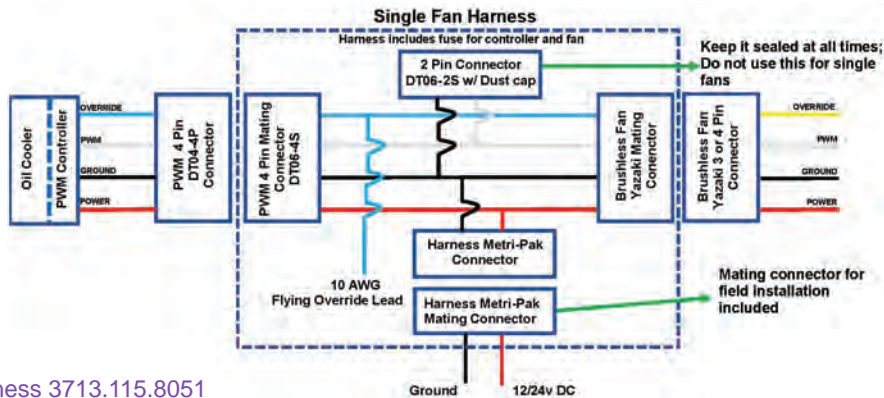 Single Fan Harness
Harness includes fuse for controller and fan
2 Pin Connector
DT06-2S w/ Dust cap
Keep it sealed at all times;
Do not use this for single
fans
Oil Cooler
PWM Controller
OVERRIDE
PWM
GROUND
POWER
PWM 4 Pin
DT04-4P
Connector
PWM 4 Pin Mating
Connector
DT06-4S
Brushless Fan
Yazaki Mating
Conenctor
Brushless Fan
Yazaki 3 or 4 Pin
Connector
OVERRIDE
PWM
GROUND
POWER
Harness Metri-Pak
Connector
10 AWG
Flying Override Lead
Harness Metri-Pak
Mating Connector
Mating connector for
field installation
included
Ground
12/24v DC
ness 3713.115.8051